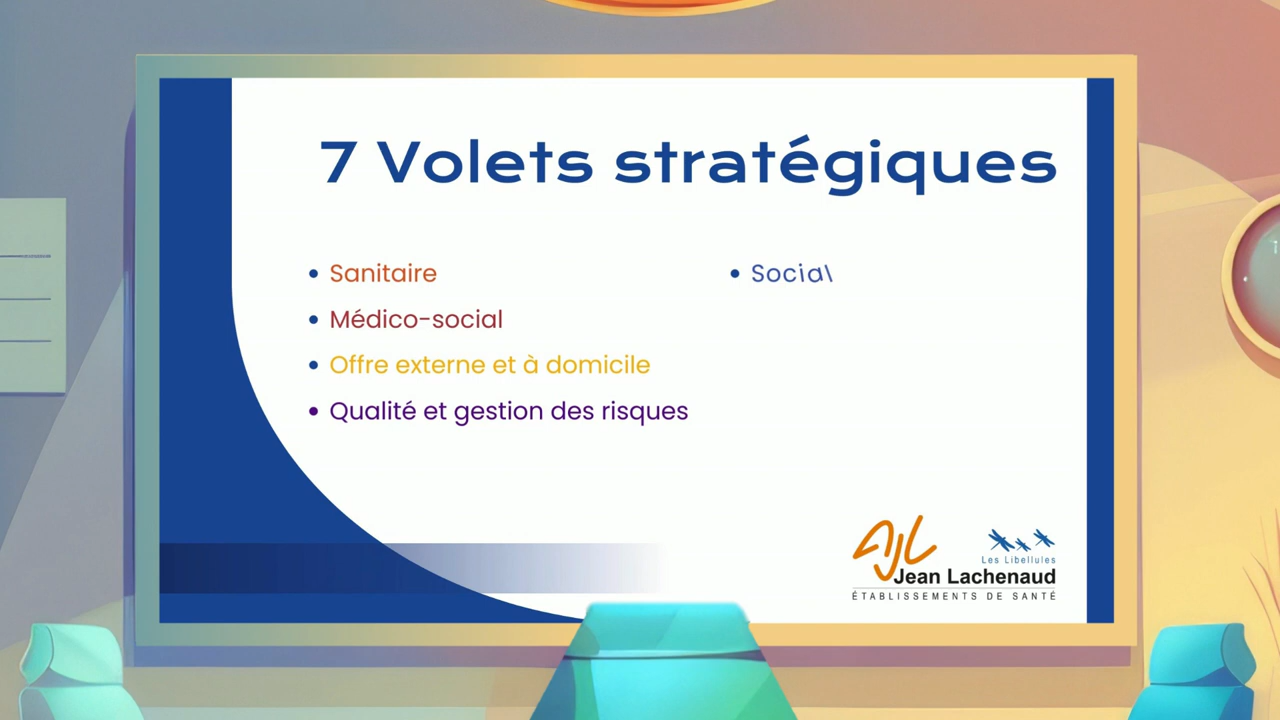 7 Volets stratégiques
• Sanitaire
• Médico-social
• Offre externe et à domicile
• Qualité et gestion des risques
• Social
AJL
Les Libellules
Jean Lachenaud
ÉTABLISSEMENTS DE SANTÉ